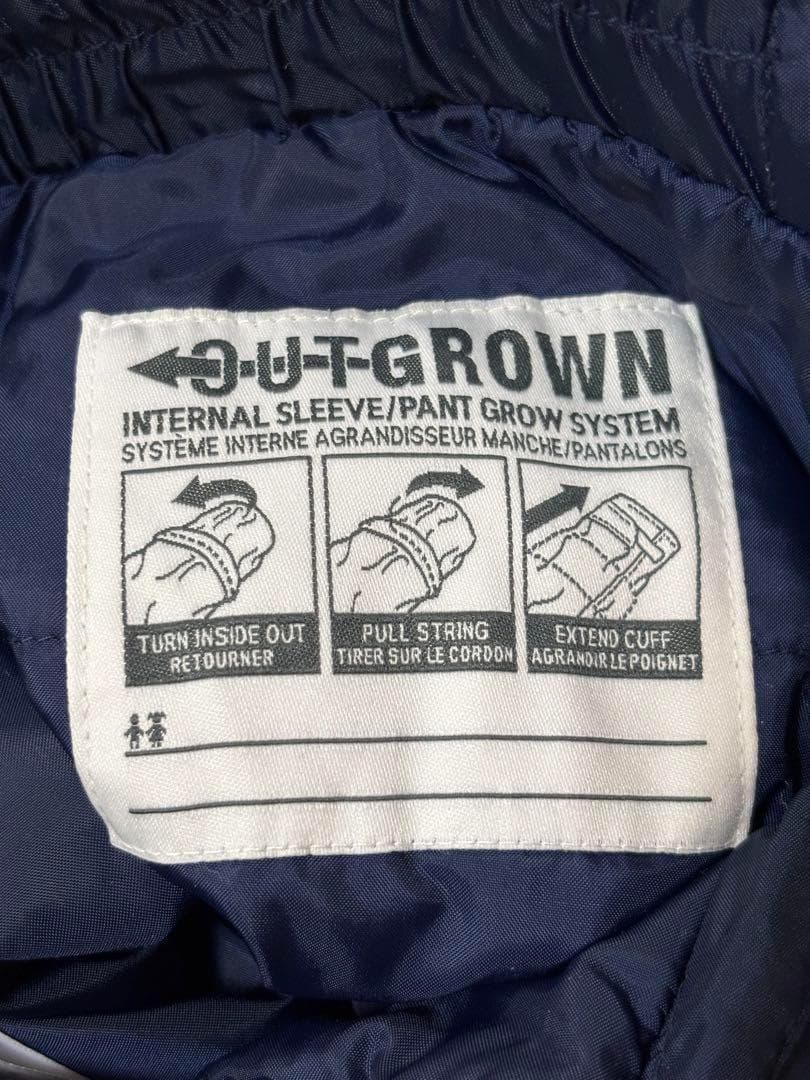 OUTGROWN
INTERNAL SLEEVE/PANT GROW SYSTEM
SYSTÈME INTERNE AGRANDISSEUR MANCHE/PANTALONS
TURN INSIDE OUT
RETOURNER
PULL STRING
TIRER SUR LE CORDON
EXTEND CUFF
AGRANDIR LE POIGNET